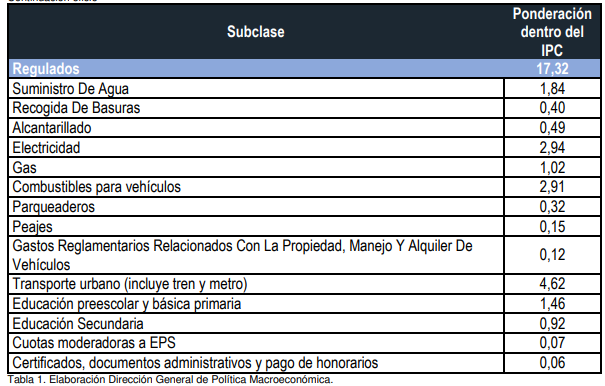 Subclase
Ponderación
dentro del
IPC
Regulados 17,32
Suministro De Agua 1,84
Recogida De Basuras 0,40
Alcantarillado 0,49
Electricidad 2,94
Gas 1,02
Combustibles para vehículos 2,91
Parqueaderos 0,32
Peajes 0,15
Gastos Reglamentarios Relacionados Con La Propiedad, Manejo Y Alquiler De
Vehículos 0,12
Transporte urbano (incluye tren y metro) 4,62
Educación preescolar y básica primaria 1,46
Educación Secundaria 0,92
Cuotas moderadoras a EPS 0,07
Certificados, documentos administrativos y pago de honorarios 0,06
Tabla 1. Elaboración Dirección General de Política Macroeconómica.